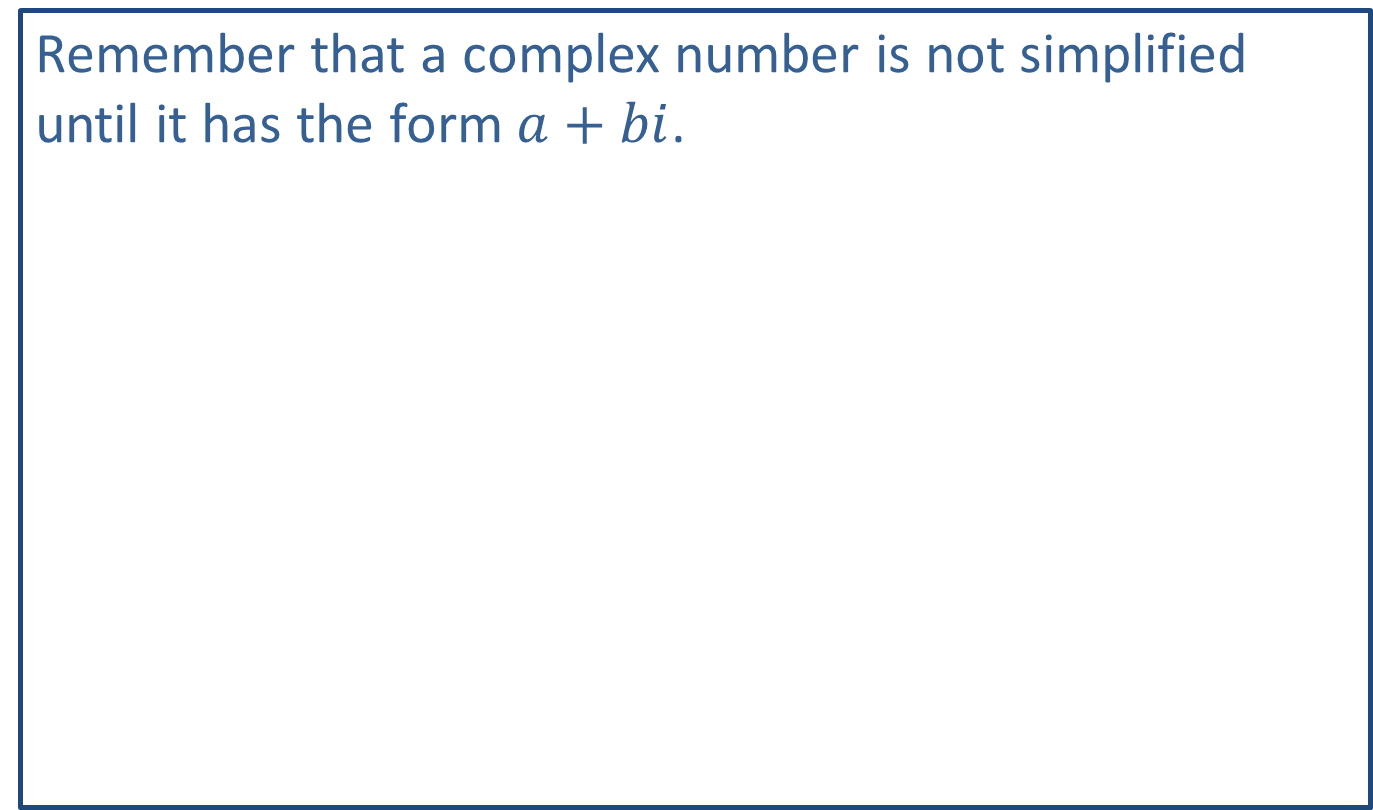 Remember that a complex number is not simplified
until it has the form a + bi.